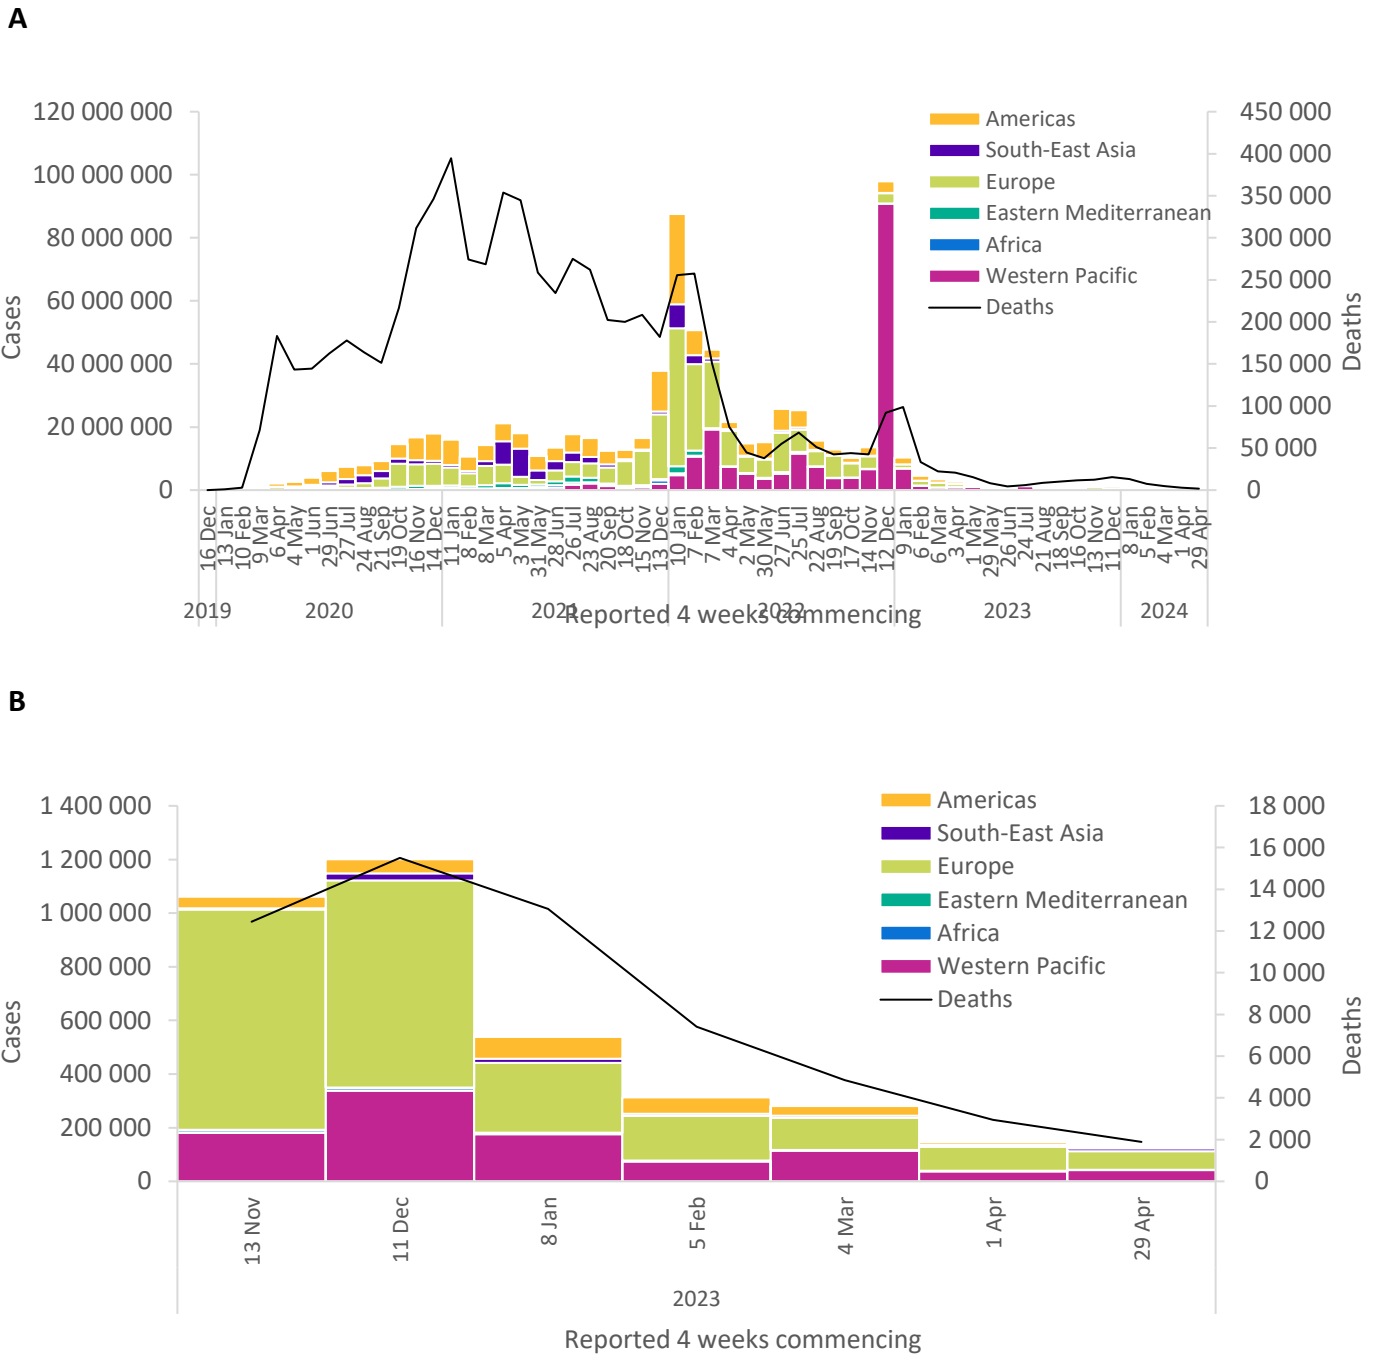 A
120 000 000
100 000 000
80 000 000
60 000 000
40 000 000
20 000 000
0
Cases
450 000
400 000
350 000
300 000
250 000
200 000
150 000
100 000
50 000
0
Deaths
Americas
South-East Asia
Europe
Eastern Mediterranean
Africa
Western Pacific
Deaths
16 Dec
13 Jan
10 Feb
9 Mar
6 Apr
4 May
1 Jun
29 Jun
27 Jul
24 Aug
21 Sep
19 Oct
16 Nov
14 Dec
11 Jan
8 Feb
8 Mar
5 Apr
3 May
31 May
28 Jun
26 Jul
23 Aug
20 Sep
18 Oct
15 Nov
13 Dec
10 Jan
7 Feb
7 Mar
4 Apr
2 May
30 May
27 Jun
25 Jul
22 Aug
19 Sep
17 Oct
14 Nov
12 Dec
9 Jan
6 Feb
6 Mar
3 Apr
1 May
29 May
26 Jun
24 Jul
21 Aug
18 Sep
16 Oct
13 Nov
11 Dec
8 Jan
5 Feb
4 Mar
1 Apr
29 Apr
2019 2020 2021 2022 2023 2024
Reported 4 weeks commencing
B
1 400 000
1 200 000
1 000 000
800 000
600 000
400 000
200 000
0
Cases
18 000
16 000
14 000
12 000
10 000
8 000
6 000
4 000
2 000
0
Deaths
Americas
South-East Asia
Europe
Eastern Mediterranean
Africa
Western Pacific
Deaths
13 Nov
11 Dec
8 Jan
5 Feb
4 Mar
1 Apr
29 Apr
2023
Reported 4 weeks commencing